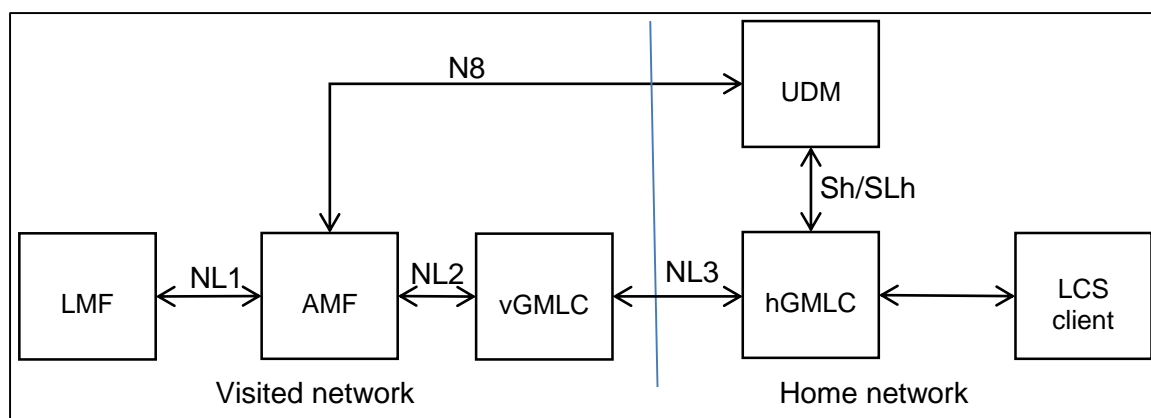 N8
UDM
Sh/SLh
LMF
NL1
AMF
NL2
vGMLC
NL3
hGMLC
LCS
client
Visited network
Home network